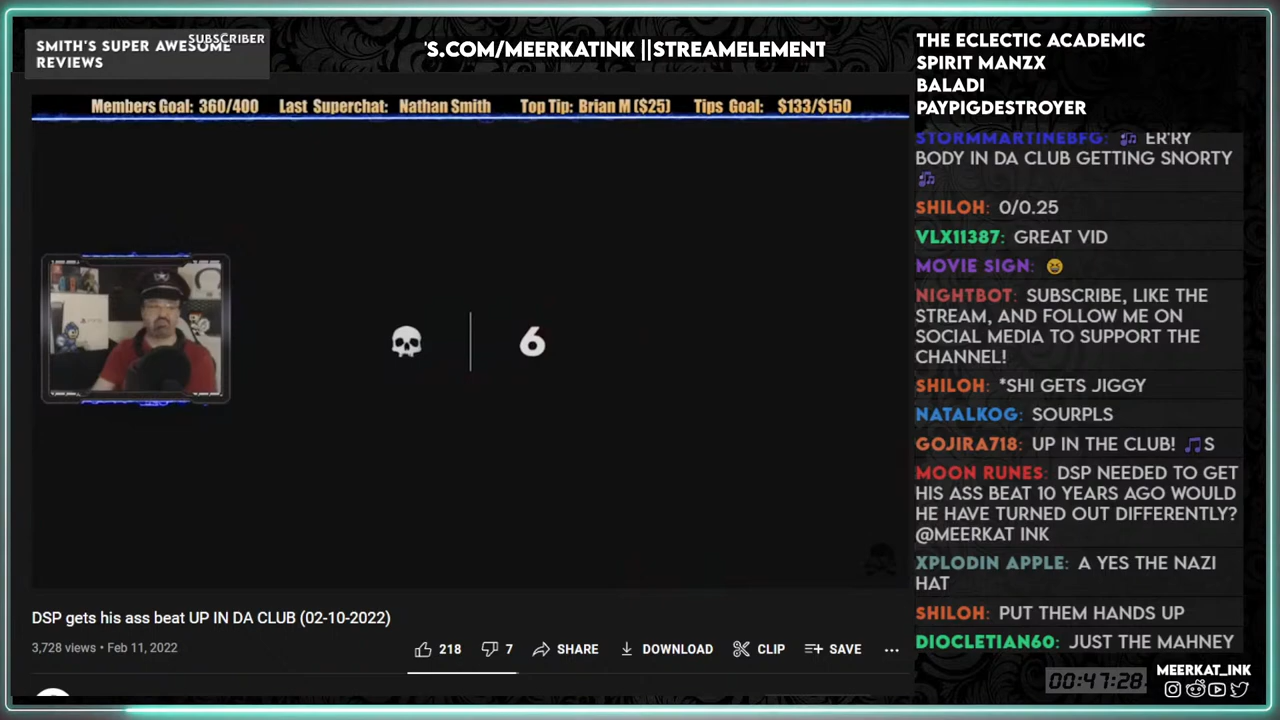 SMITH'S SUPER AWESOME
REVIEWS
SUBSCRIBER
'S.COM/MEERKATINK ||STREAMELEMENT
THE ECLECTIC ACADEMIC
SPIRIT MANZX
BALADI
PAYPIGDESTROYER
Members Goal: 360/400 Last Superchat: Nathan Smith Top Tip: Brian M ($25) Tips Goal: $133/$150
6
STORMMARTINEBFG: 🎶 ER'RY
BODY IN DA CLUB GETTING SNORTY
🎶
SHILOH: 0/0.25
VLX11387: GREAT VID
MOVIE SIGN: 😆
NIGHTBOT: SUBSCRIBE, LIKE THE
STREAM, AND FOLLOW ME ON
SOCIAL MEDIA TO SUPPORT THE
CHANNEL!
SHILOH: *SHI GETS JIGGY
NATALKOG: SOURPLS
GOJIRA718: UP IN THE CLUB! 🎵S
MOON RUNES: DSP NEEDED TO GET
HIS ASS BEAT 10 YEARS AGO WOULD
HE HAVE TURNED OUT DIFFERENTLY?
@MEERKAT INK
XPLODIN APPLE: A YES THE NAZI
HAT
SHILOH: PUT THEM HANDS UP
DIOCLETIAN60: JUST THE MAHNEY
DSP gets his ass beat UP IN DA CLUB (02-10-2022)
3,728 views • Feb 11, 2022
218 7 SHARE DOWNLOAD CLIP SAVE ...
00:47:28
MEERKAT_INK